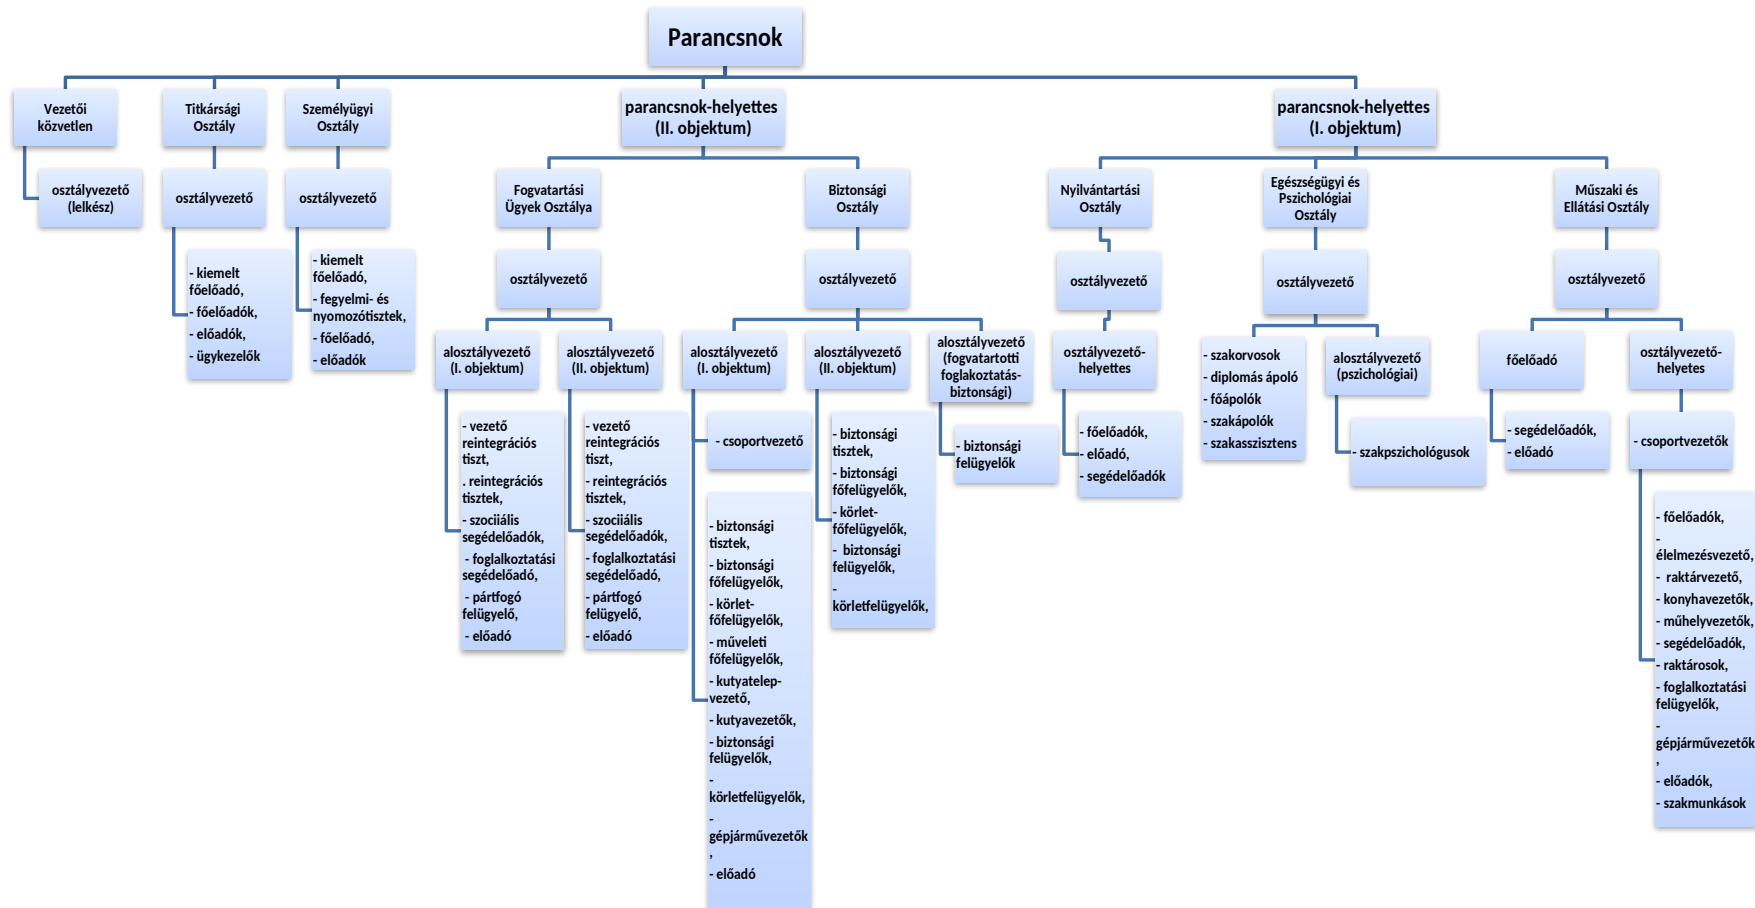 Parancsnok
Vezetői
közvetlen
Titkársági
Osztály
Személyügyi
Osztály
parancsnok-helyettes
(II. objektum)
parancsnok-helyettes
(I. objektum)
osztályvezető
(lelkész)
osztályvezető
osztályvezető
Fogvatartási
Ügyek Osztálya
Biztonsági
Osztály
Nyilvántartási
Osztály
Egészségügyi és
Pszichológiai
Osztály
Műszaki és
Ellátási Osztály
- kiemelt
főelőadó,
- főelőadók,
- előadók,
- ügykezelők
- kiemelt
főelőadó,
- fegyelmi- és
nyomozótisztek,
- főelőadó,
- előadók
osztályvezető
osztályvezető
osztályvezető
osztályvezető
osztályvezető
alosztályvezető
(I. objektum)
alosztályvezető
(II. objektum)
alosztályvezető
(I. objektum)
alosztályvezető
(II. objektum)
alosztályvezető
(fogvatartotti
foglakoztatás-
biztonsági)
osztályvezető-
helyettes
- szakorvosok
- diplomás ápoló
- főápolók
- szakápolók
- szakasszisztens
alosztályvezető
(pszichológiai)
főelőadó
osztályvezető-
helyetes
- vezető
reintegrációs
tiszt,
. reintegrációs
tisztek,
- szociiális
segédelőadók,
- foglalkoztatási
segédelőadó,
- pártfogó
felügyelő,
- előadó
- vezető
reintegrációs
tiszt,
- reintegrációs
tisztek,
- szociiális
segédelőadók,
- foglalkoztatási
segédelőadó,
- pártfogó
felügyelő,
- előadó
- csoportvezető
- biztonsági
tisztek,
- biztonsági
főfelügyelők,
- körlet-
főfelügyelők,
- műveleti
főfelügyelők,
- kutyatelep-
vezető,
- kutyavezetők,
- biztonsági
felügyelők,
-
körletfelügyelők,
-
gépjárművezetők
,
- előadó
- biztonsági
tisztek,
- biztonsági
főfelügyelők,
- körlet-
főfelügyelők,
- biztonsági
felügyelők,
-
körletfelügyelők,
- biztonsági
felügyelők
- főelőadók,
- előadó,
- segédelőadók
- szakpszichológusok
- segédelőadók,
- előadó
- csoportvezetők
- főelőadók,
-
élelmezésvezető,
- raktárvezető,
- konyhavezetők,
- műhelyvezetők,
- segédelőadók,
- raktárosok,
- foglalkoztatási
felügyelők,
-
gépjárművezetők
,
- előadók,
- szakmunkások